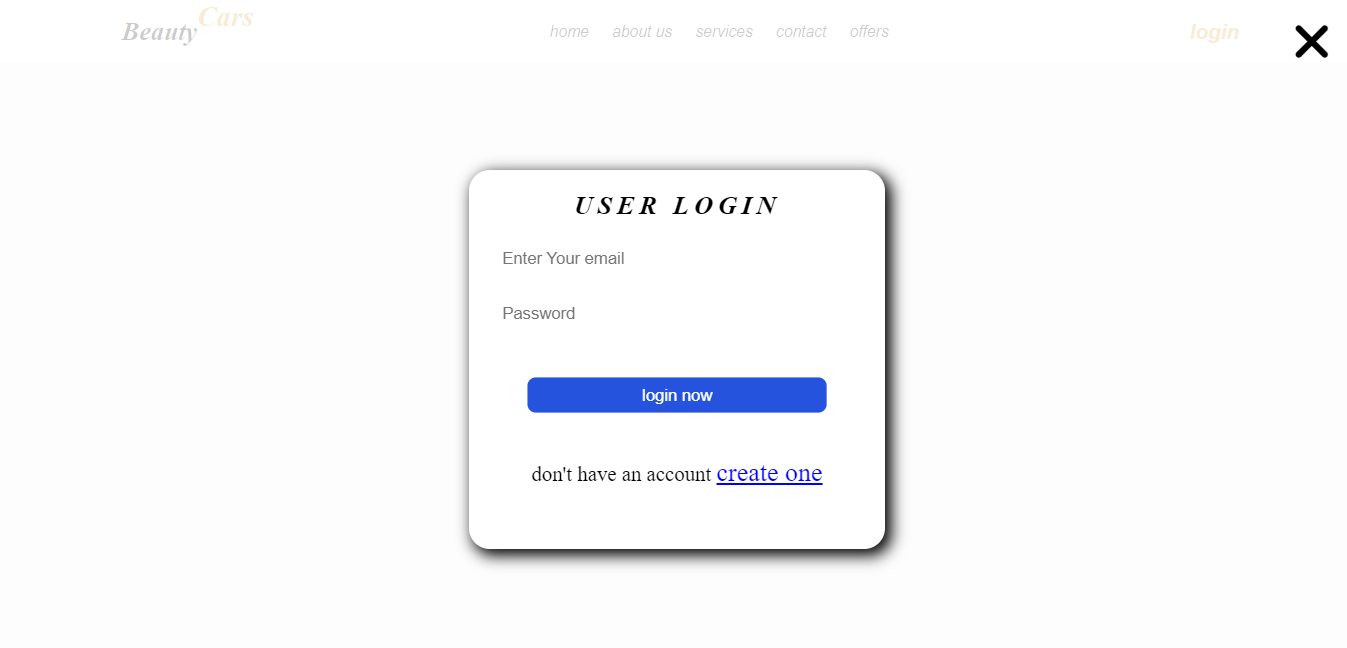 Beauty Cars
home about us services contact offers
login
USER LOGIN
Enter Your email
Password
login now
don't have an account create one